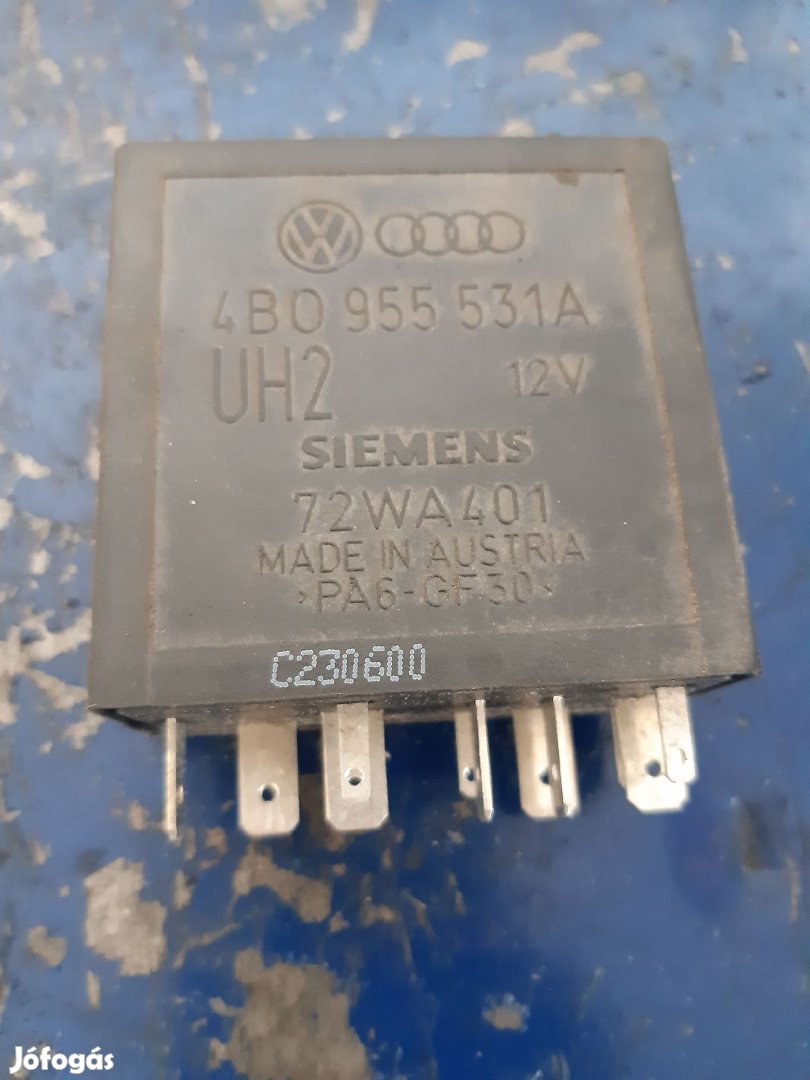 4B0 955 531A
UH2 12V
SIEMENS
72WA401
MADE IN AUSTRIA
>PA6-GF30<
C230600
Jófogás